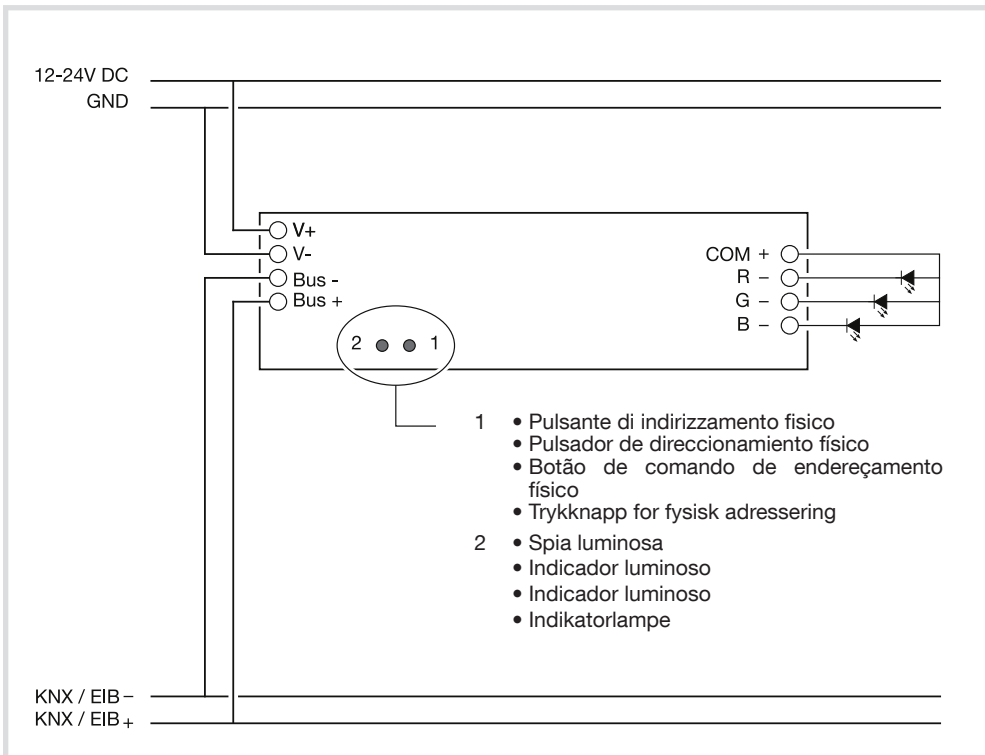 12-24V DC
GND
V+
V-
Bus -
Bus +
COM +
R –
G –
B –
2 1
1 • Pulsante di indirizzamento fisico
• Pulsador de direccionamiento físico
• Botão de comando de endereçamento
físico
• Trykknapp for fysisk adressering
2 • Spia luminosa
• Indicador luminoso
• Indicador luminoso
• Indikatorlampe
KNX / EIB –
KNX / EIB +